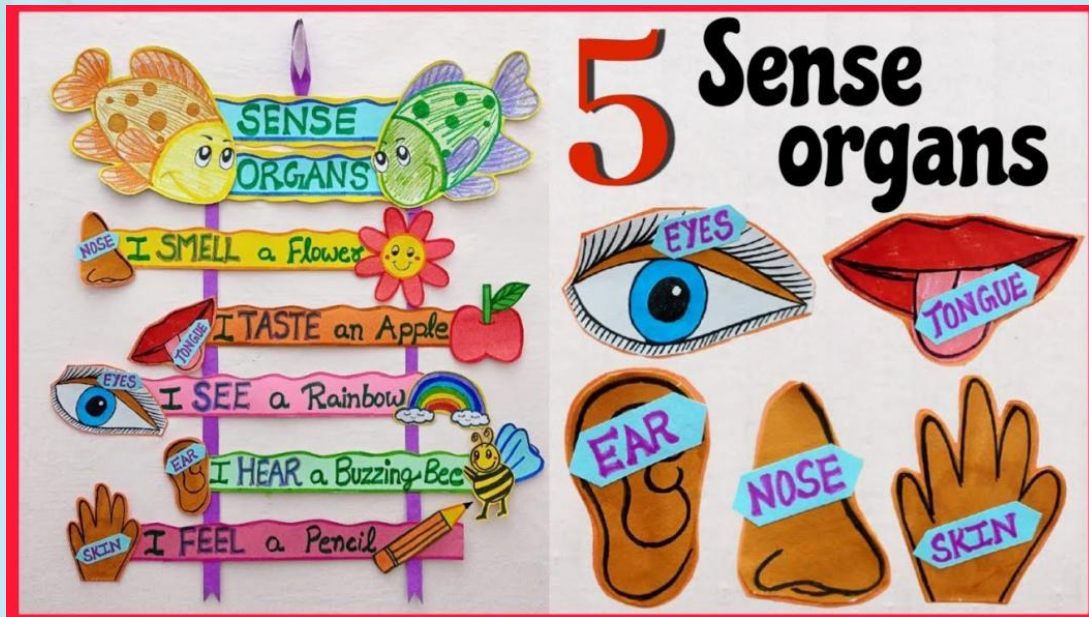 SENSE
ORGANS
NOSE
I SMELL a Flower
TONGUE
I TASTE an Apple
EYES
I SEE a Rainbow
EAR
I HEAR a Buzzing Bee
SKIN
I FEEL a Pencil
5 Sense
organs
EYES
TONGUE
EAR
NOSE
SKIN